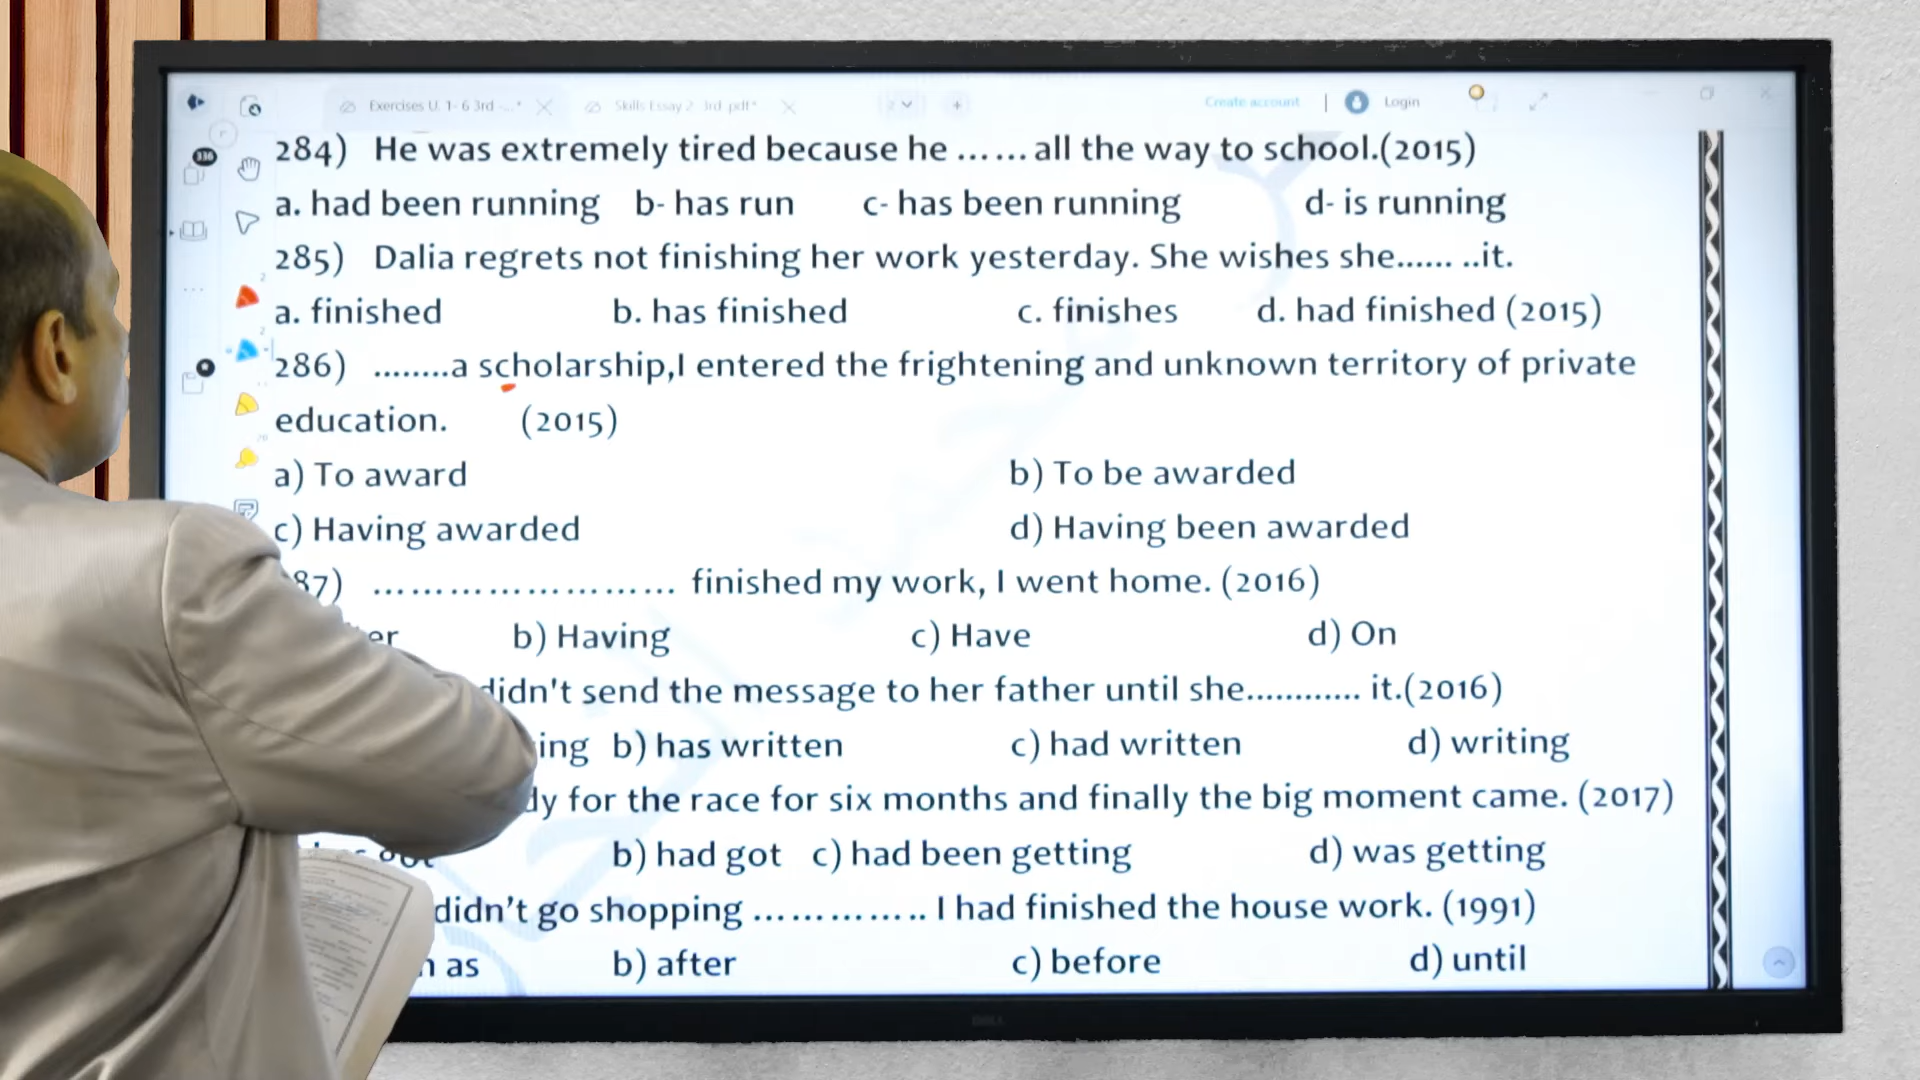 Exercises U. 1- 6 3rd -...*
Skills Essay 2 3rd pdf*
Create account | Login
336
284) He was extremely tired because he ...... all the way to school.(2015)
a. had been running b- has run c- has been running d- is running
285) Dalia regrets not finishing her work yesterday. She wishes she...... ..it.
a. finished b. has finished c. finishes d. had finished (2015)
286) ........a scholarship,I entered the frightening and unknown territory of private
education. (2015)
a) To award b) To be awarded
c) Having awarded d) Having been awarded
87) ........................ finished my work, I went home. (2016)
er b) Having c) Have d) On
didn't send the message to her father until she............ it.(2016)
ing b) has written c) had written d) writing
dy for the race for six months and finally the big moment came. (2017)
b) had got c) had been getting d) was getting
didn't go shopping .............. I had finished the house work. (1991)
as b) after c) before d) until
DELL